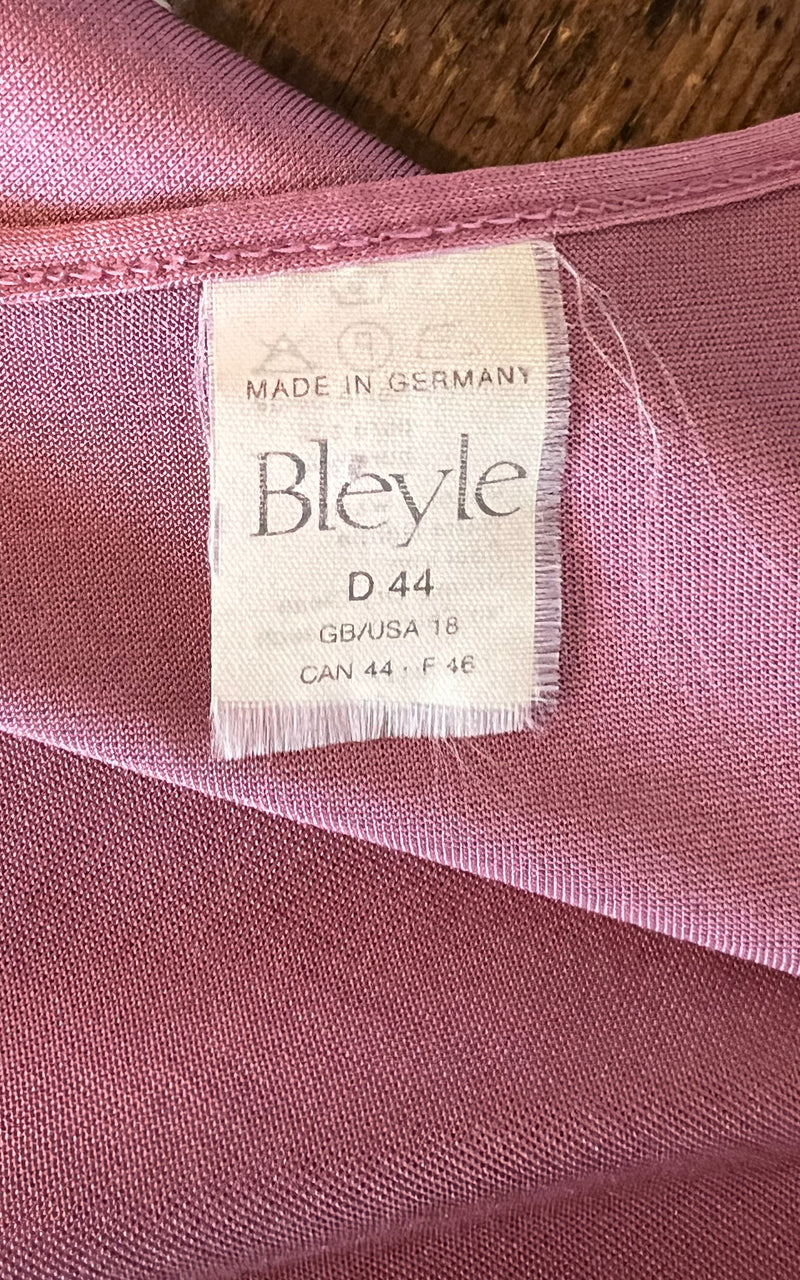 MADE IN GERMANY
Bleyle
D 44
GB/USA 18
CAN 44 · F 46